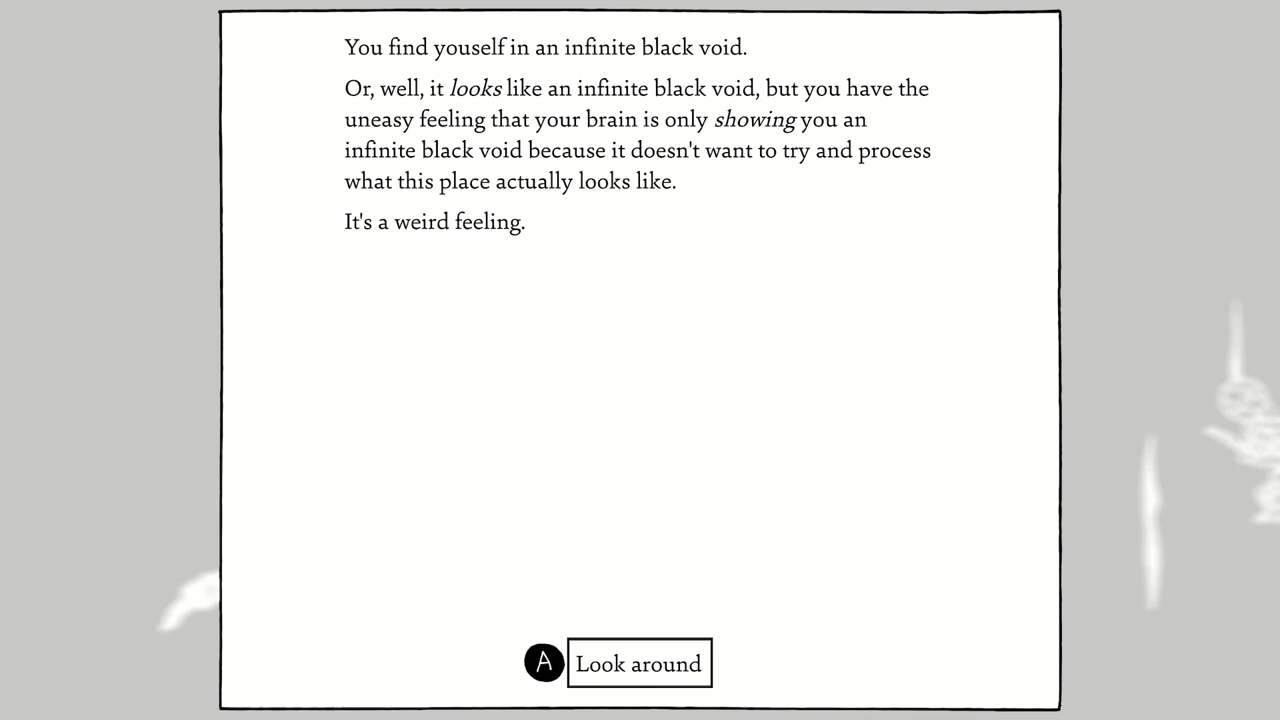 You find youself in an infinite black void.
Or, well, it looks like an infinite black void, but you have the
uneasy feeling that your brain is only showing you an
infinite black void because it doesn't want to try and process
what this place actually looks like.
It's a weird feeling.
A Look around